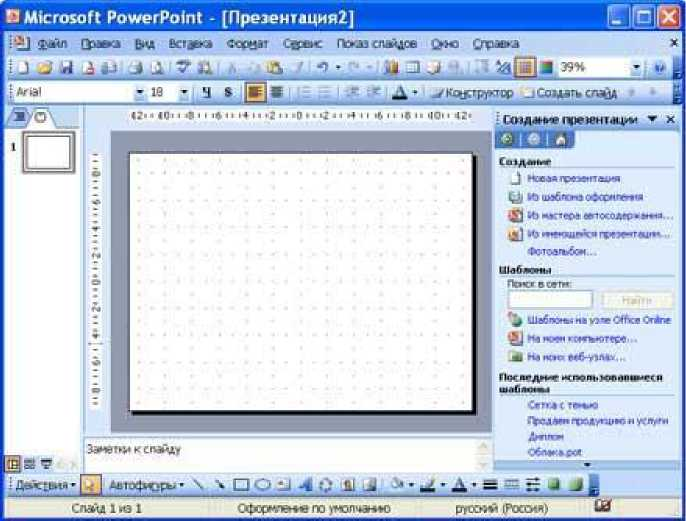 Microsoft PowerPoint - [Презентация2]
Файл Правка Вид Вставка Формат Сервис Показ слайдов Окно Справка
39%
Arial 18 Ч S А Конструктор Создать слайд
Создание презентации
1
Создание
Новая презентация
Из шаблона оформления
Из мастера автосодержания...
Из имеющейся презентации...
Фотоальбом...
Шаблоны
Поиск в сети:
Найти
Шаблоны на узле Office Online
На моем компьютере...
На моих веб-узлах...
Последние использовавшиеся
шаблоны
Сетка с тенью
Продаем продукцию и услуги
Диплом
Облака.pot
Заметки к слайду
Действия Автофигуры А
Слайд 1 из 1 Оформление по умолчанию русский (Россия)